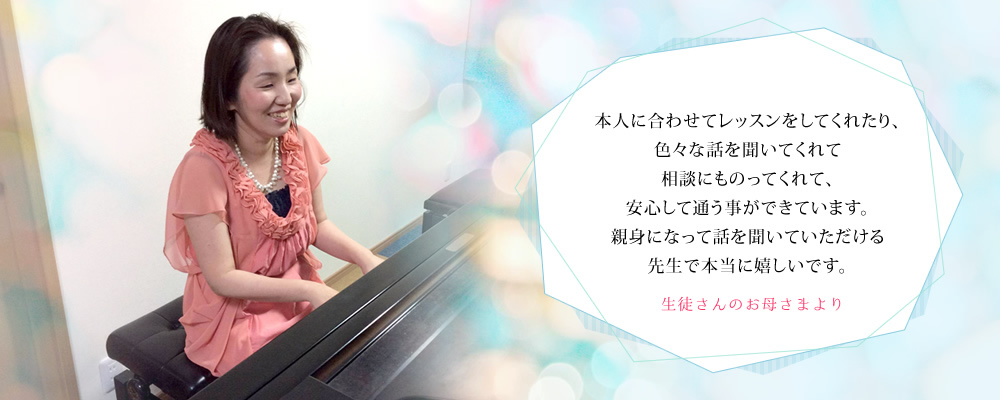 本人に合わせてレッスンをしてくれたり、
色々な話を聞いてくれて
相談にものってくれて、
安心して通う事ができています。
親身になって話を聞いていただける
先生で本当に嬉しいです。
生徒さんのお母さまより